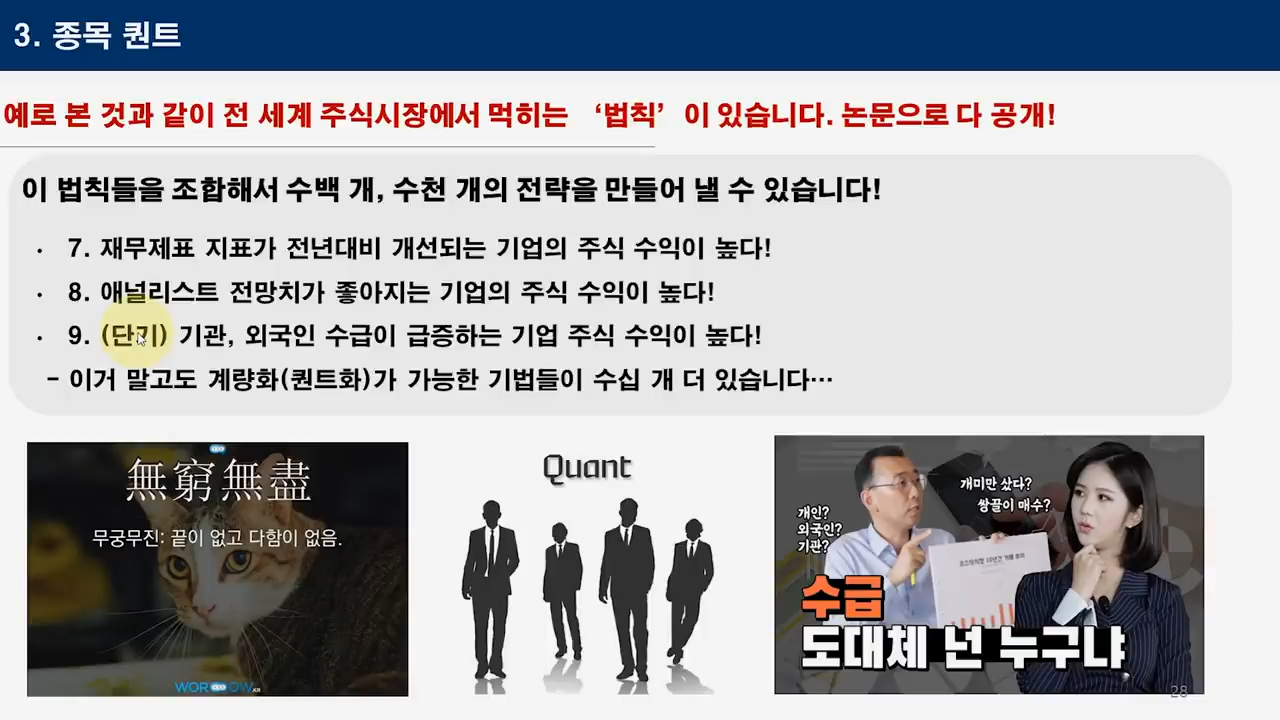 3. 종목 퀀트
예로 본 것과 같이 전 세계 주식시장에서 먹히는 ‘법칙’이 있습니다. 논문으로 다 공개!
이 법칙들을 조합해서 수백 개, 수천 개의 전략을 만들어 낼 수 있습니다!
• 7. 재무제표 지표가 전년대비 개선되는 기업의 주식 수익이 높다!
• 8. 애널리스트 전망치가 좋아지는 기업의 주식 수익이 높다!
• 9. (단기) 기관, 외국인 수급이 급증하는 기업 주식 수익이 높다!
- 이거 말고도 계량화(퀀트화)가 가능한 기법들이 수십 개 더 있습니다…
無窮無盡
무궁무진: 끝이 없고 다함이 없음.
Quant
개미만 샀다?
쌍끌이 매수?
개인?
외국인?
기관?
수급
도대체 넌 누구냐
28